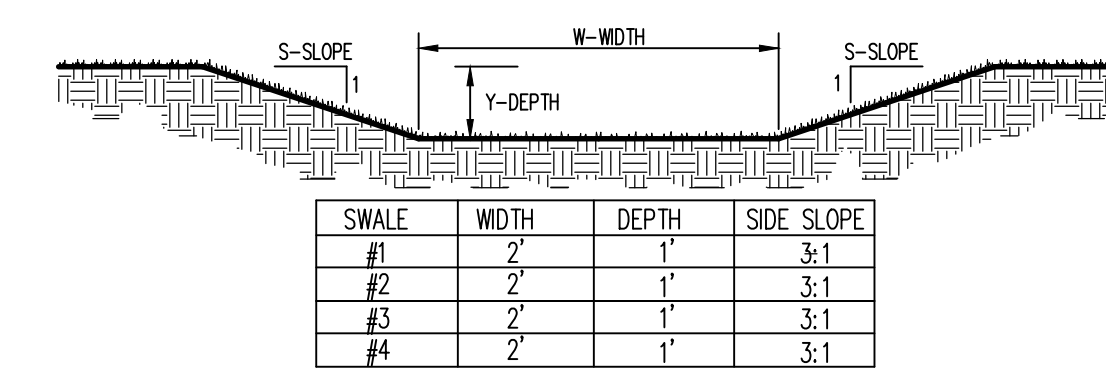 W-WIDTH
S-SLOPE
1
Y-DEPTH
S-SLOPE
1
SWALE WIDTH DEPTH SIDE SLOPE
#1 2' 1' 3:1
#2 2' 1' 3:1
#3 2' 1' 3:1
#4 2' 1' 3:1